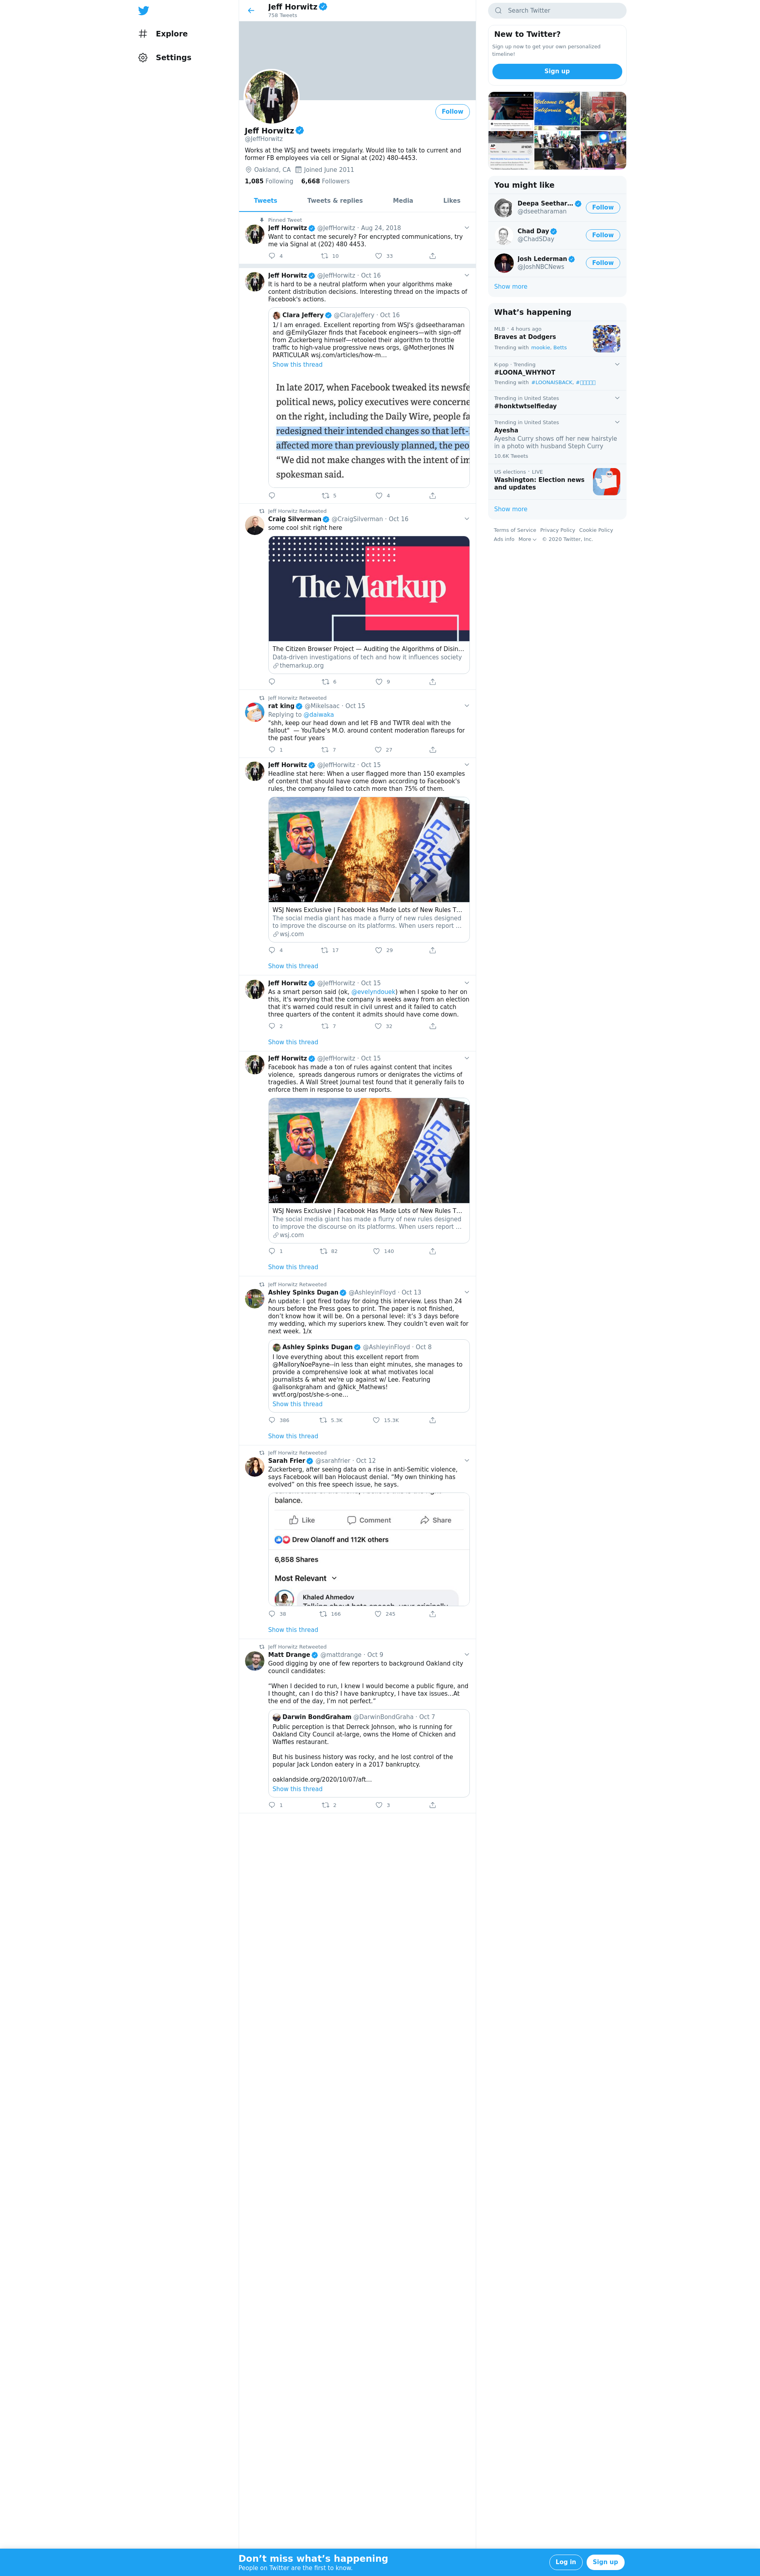 Explore
Settings
Jeff Horwitz
758 Tweets
Follow
Jeff Horwitz
@JeffHorwitz
Works at the WSJ and tweets irregularly. Would like to talk to current and
former FB employees via cell or Signal at (202) 480-4453.
Oakland, CA Joined June 2011
1,085 Following 6,668 Followers
Tweets Tweets & replies Media Likes
Pinned Tweet
Jeff Horwitz @JeffHorwitz · Aug 24, 2018
Want to contact me securely? For encrypted communications, try
me via Signal at (202) 480 4453.
4 10 33
Jeff Horwitz @JeffHorwitz · Oct 16
It is hard to be a neutral platform when your algorithms make
content distribution decisions. Interesting thread on the impacts of
Facebook's actions.
Clara Jeffery @ClaraJeffery · Oct 16
1/ I am enraged. Excellent reporting from WSJ's @dseetharaman
and @EmilyGlazer finds that Facebook engineers—with sign-off
from Zuckerberg himself—retooled their algorithm to throttle
traffic to high-value progressive news orgs, @MotherJones IN
PARTICULAR wsj.com/articles/how-m…
Show this thread
In late 2017, when Facebook tweaked its newsfe
political news, policy executives were concerne
on the right, including the Daily Wire, people fa
redesigned their intended changes so that left-
affected more than previously planned, the peo
“We did not make changes with the intent of im
spokesman said.
3 4
Jeff Horwitz Retweeted
Craig Silverman @CraigSilverman · Oct 16
some cool shit right here
The Markup
The Citizen Browser Project — Auditing the Algorithms of Disin…
Data-driven investigations of tech and how it influences society
themarkup.org
6 9
Jeff Horwitz Retweeted
rat king @MikeIsaac · Oct 15
Replying to @daiwaka
"shh, keep our head down and let FB and TWTR deal with the
fallout" — YouTube's M.O. around content moderation flareups for
the past four years
1 7 27
Jeff Horwitz @JeffHorwitz · Oct 15
Headline stat here: When a user flagged more than 150 examples
of content that should have come down according to Facebook's
rules, the company failed to catch more than 75% of them.
WSJ News Exclusive | Facebook Has Made Lots of New Rules T…
The social media giant has made a flurry of new rules designed
to improve the discourse on its platforms. When users report …
wsj.com
4 17 29
Show this thread
Jeff Horwitz @JeffHorwitz · Oct 15
As a smart person said (ok, @evelyndouek) when I spoke to her on
this, it's worrying that the company is weeks away from an election
that it's warned could result in civil unrest and it failed to catch
three quarters of the content it admits should have come down.
2 7 32
Show this thread
Jeff Horwitz @JeffHorwitz · Oct 15
Facebook has made a ton of rules against content that incites
violence, spreads dangerous rumors or denigrates the victims of
tragedies. A Wall Street Journal test found that it generally fails to
enforce them in response to user reports.
WSJ News Exclusive | Facebook Has Made Lots of New Rules T…
The social media giant has made a flurry of new rules designed
to improve the discourse on its platforms. When users report …
wsj.com
1 82 140
Show this thread
Jeff Horwitz Retweeted
Ashley Spinks Dugan @AshleyinFloyd · Oct 13
An update: I got fired today for doing this interview. Less than 24
hours before the Press goes to print. The paper is not finished,
don't know how it will be. On a personal level: it's 3 days before
my wedding, which my superiors knew. They couldn't even wait for
next week. 1/x
Ashley Spinks Dugan @AshleyinFloyd · Oct 8
I love everything about this excellent report from
@MalloryNoePayne--in less than eight minutes, she manages to
provide a comprehensive look at what motivates local
journalists & what we're up against w/ Lee. Featuring
@alisonkgraham and @Nick_Mathews!
wvtf.org/post/she-s-one…
Show this thread
386 5.3K 15.3K
Show this thread
Jeff Horwitz Retweeted
Sarah Frier @sarahfrier · Oct 12
Zuckerberg, after seeing data on a rise in anti-Semitic violence,
says Facebook will ban Holocaust denial. "My own thinking has
evolved" on this free speech issue, he says.
balance.
Like Comment Share
Drew Olanoff and 112K others
6,858 Shares
Most Relevant
Khaled Ahmedov
38 166 245
Show this thread
Jeff Horwitz Retweeted
Matt Drange @mattdrange · Oct 9
Good digging by one of few reporters to background Oakland city
council candidates:
"When I decided to run, I knew I would become a public figure, and
I thought, can I do this? I have bankruptcy, I have tax issues...At
the end of the day, I'm not perfect."
Darwin BondGraham @DarwinBondGraha · Oct 7
Public perception is that Derreck Johnson, who is running for
Oakland City Council at-large, owns the Home of Chicken and
Waffles restaurant.
But his business history was rocky, and he lost control of the
popular Jack London eatery in a 2017 bankruptcy.
oaklandside.org/2020/10/07/aft…
Show this thread
1 2 3
Search Twitter
New to Twitter?
Sign up now to get your own personalized
timeline!
Sign up
Welcome to
California
You might like
Deepa Seethar…
@dseetharaman
Follow
Chad Day
@ChadSDay
Follow
Josh Lederman
@JoshNBCNews
Follow
Show more
What's happening
MLB · 4 hours ago
Braves at Dodgers
Trending with mookie, Betts
K-pop · Trending
#LOONA_WHYNOT
Trending with #LOONAISBACK,
Trending in United States
#honktwtselfieday
Trending in United States
Ayesha
Ayesha Curry shows off her new hairstyle
in a photo with husband Steph Curry
10.6K Tweets
US elections · LIVE
Washington: Election news
and updates
Show more
Terms of Service Privacy Policy Cookie Policy
Ads info More © 2020 Twitter, Inc.
Don't miss what's happening
People on Twitter are the first to know.
Log in Sign up